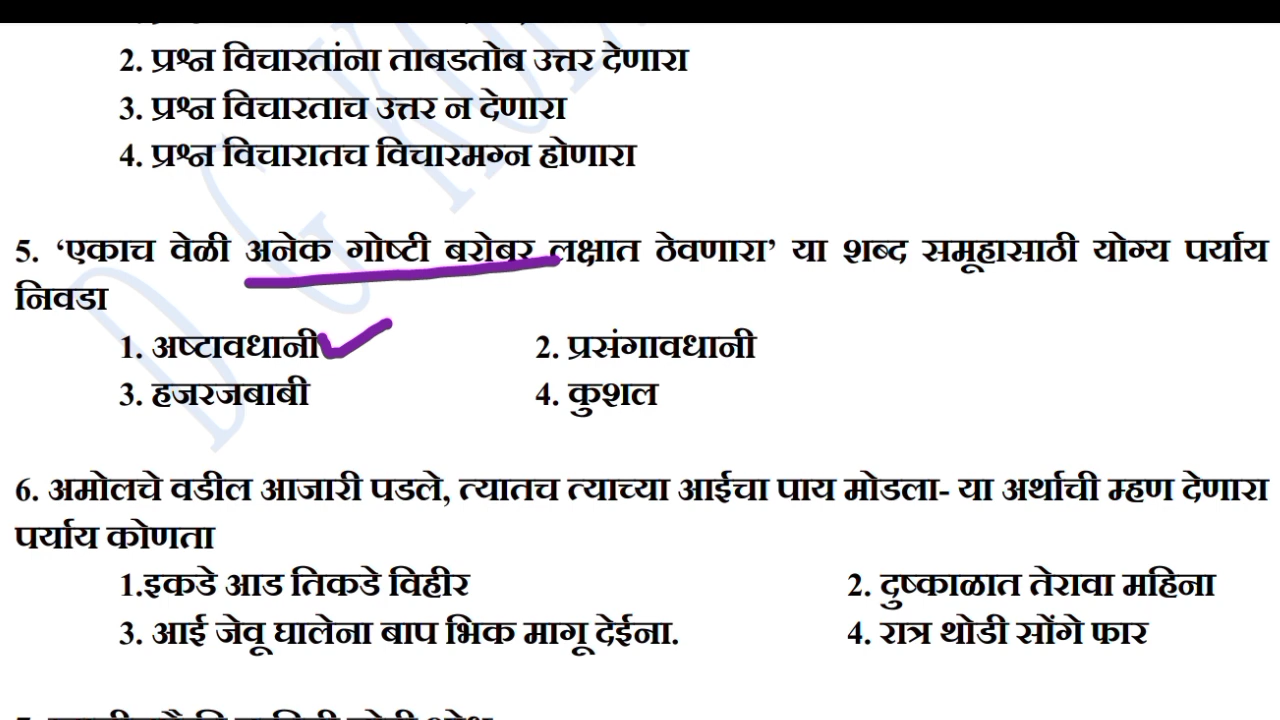 2. प्रश्न विचारतांना ताबडतोब उत्तर देणारा
3. प्रश्न विचारताच उत्तर न देणारा
4. प्रश्न विचारातच विचारमग्न होणारा
5. ‘एकाच वेळी अनेक गोष्टी बरोबर लक्षात ठेवणारा’ या शब्द समूहासाठी योग्य पर्याय
निवडा
1. अष्टावधानी 2. प्रसंगावधानी
3. हजरजबाबी 4. कुशल
6. अमोलचे वडील आजारी पडले, त्यातच त्याच्या आईचा पाय मोडला- या अर्थाची म्हण देणारा
पर्याय कोणता
1.इकडे आड तिकडे विहीर 2. दुष्काळात तेरावा महिना
3. आई जेवू घालेना बाप भिक मागू देईना. 4. रात्र थोडी सोंगे फार